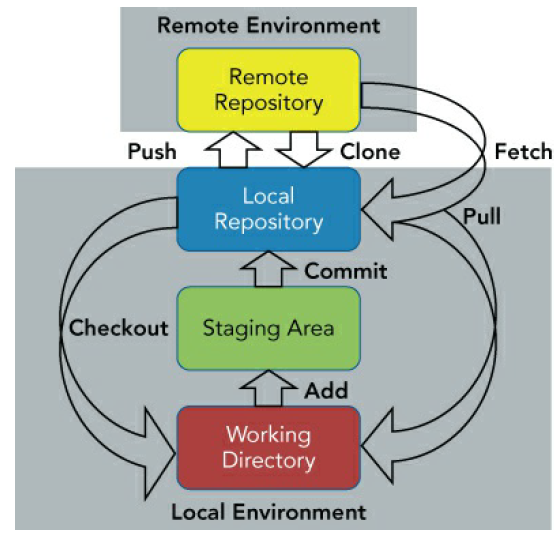 Remote Environment
Remote
Repository
Push
Clone
Fetch
Local
Repository
Pull
Commit
Checkout
Staging Area
Add
Working
Directory
Local Environment